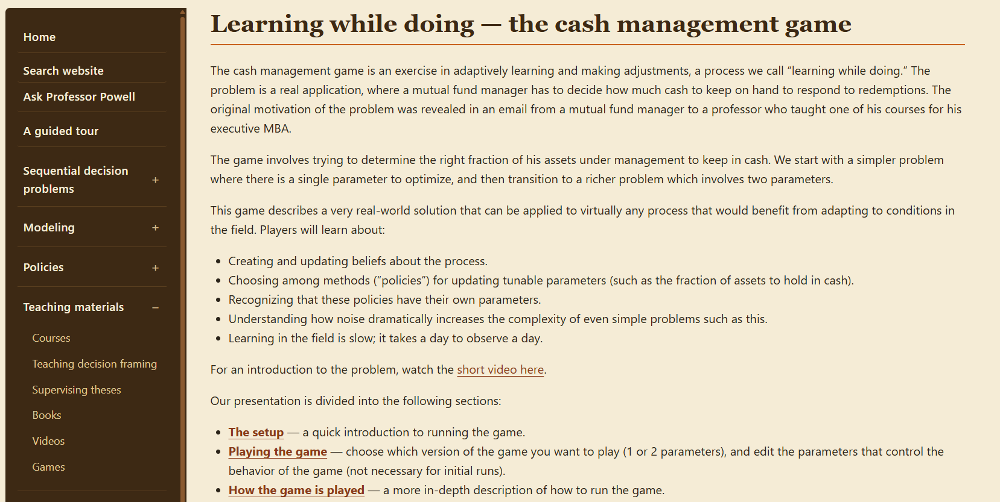 Home
Search website
Ask Professor Powell
A guided tour
Sequential decision
problems
+
Modeling
+
Policies
+
Teaching materials
−
Courses
Teaching decision framing
Supervising theses
Books
Videos
Games
Learning while doing — the cash management game
The cash management game is an exercise in adaptively learning and making adjustments, a process we call “learning while doing.” The
problem is a real application, where a mutual fund manager has to decide how much cash to keep on hand to respond to redemptions. The
original motivation of the problem was revealed in an email from a mutual fund manager to a professor who taught one of his courses for his
executive MBA.
The game involves trying to determine the right fraction of his assets under management to keep in cash. We start with a simpler problem
where there is a single parameter to optimize, and then transition to a richer problem which involves two parameters.
This game describes a very real-world solution that can be applied to virtually any process that would benefit from adapting to conditions in
the field. Players will learn about:
• Creating and updating beliefs about the process.
• Choosing among methods (“policies”) for updating tunable parameters (such as the fraction of assets to hold in cash).
• Recognizing that these policies have their own parameters.
• Understanding how noise dramatically increases the complexity of even simple problems such as this.
• Learning in the field is slow; it takes a day to observe a day.
For an introduction to the problem, watch the short video here.
Our presentation is divided into the following sections:
• The setup — a quick introduction to running the game.
• Playing the game — choose which version of the game you want to play (1 or 2 parameters), and edit the parameters that control the
behavior of the game (not necessary for initial runs).
• How the game is played — a more in-depth description of how to run the game.